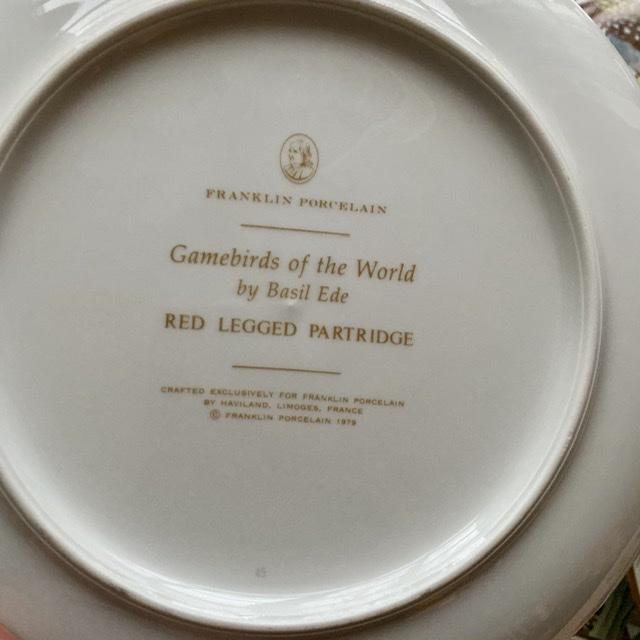 FRANKLIN PORCELAIN
Gamebirds of the World
by Basil Ede
RED LEGGED PARTRIDGE
CRAFTED EXCLUSIVELY FOR FRANKLIN PORCELAIN
BY HAVILAND, LIMOGES, FRANCE
© FRANKLIN PORCELAIN 1979